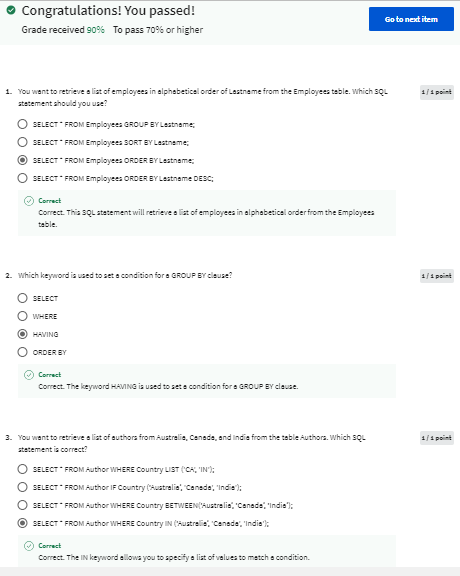 Congratulations! You passed!
Grade received 90% To pass 70% or higher
Go to next item
1. You want to retrieve a list of employees in alphabetical order of Lastname from the Employees table. Which SQL
statement should you use?
1 / 1 point
SELECT * FROM Employees GROUP BY Lastname;
SELECT * FROM Employees SORT BY Lastname;
SELECT * FROM Employees ORDER BY Lastname;
SELECT * FROM Employees ORDER BY Lastname DESC;
Correct
Correct. This SQL statement will retrieve a list of employees in alphabetical order from the Employees
table.
2. Which keyword is used to set a condition for a GROUP BY clause?
1 / 1 point
SELECT
WHERE
HAVING
ORDER BY
Correct
Correct. The keyword HAVING is used to set a condition for a GROUP BY clause.
3. You want to retrieve a list of authors from Australia, Canada, and India from the table Authors. Which SQL
statement is correct?
1 / 1 point
SELECT * FROM Author WHERE Country LIST ('CA', 'IN');
SELECT * FROM Author IF Country ('Australia', 'Canada', 'India');
SELECT * FROM Author WHERE Country BETWEEN('Australia', 'Canada', 'India');
SELECT * FROM Author WHERE Country IN ('Australia', 'Canada', 'India');
Correct
Correct. The IN keyword allows you to specify a list of values to match a condition.